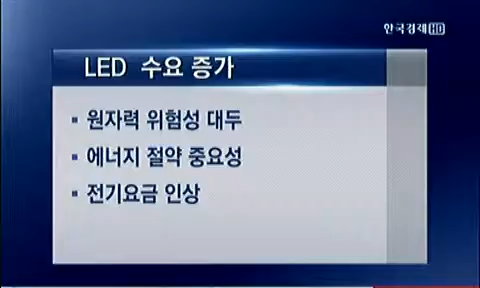 한국경제HD
LED 수요 증가
▪ 원자력 위험성 대두
▪ 에너지 절약 중요성
▪ 전기요금 인상